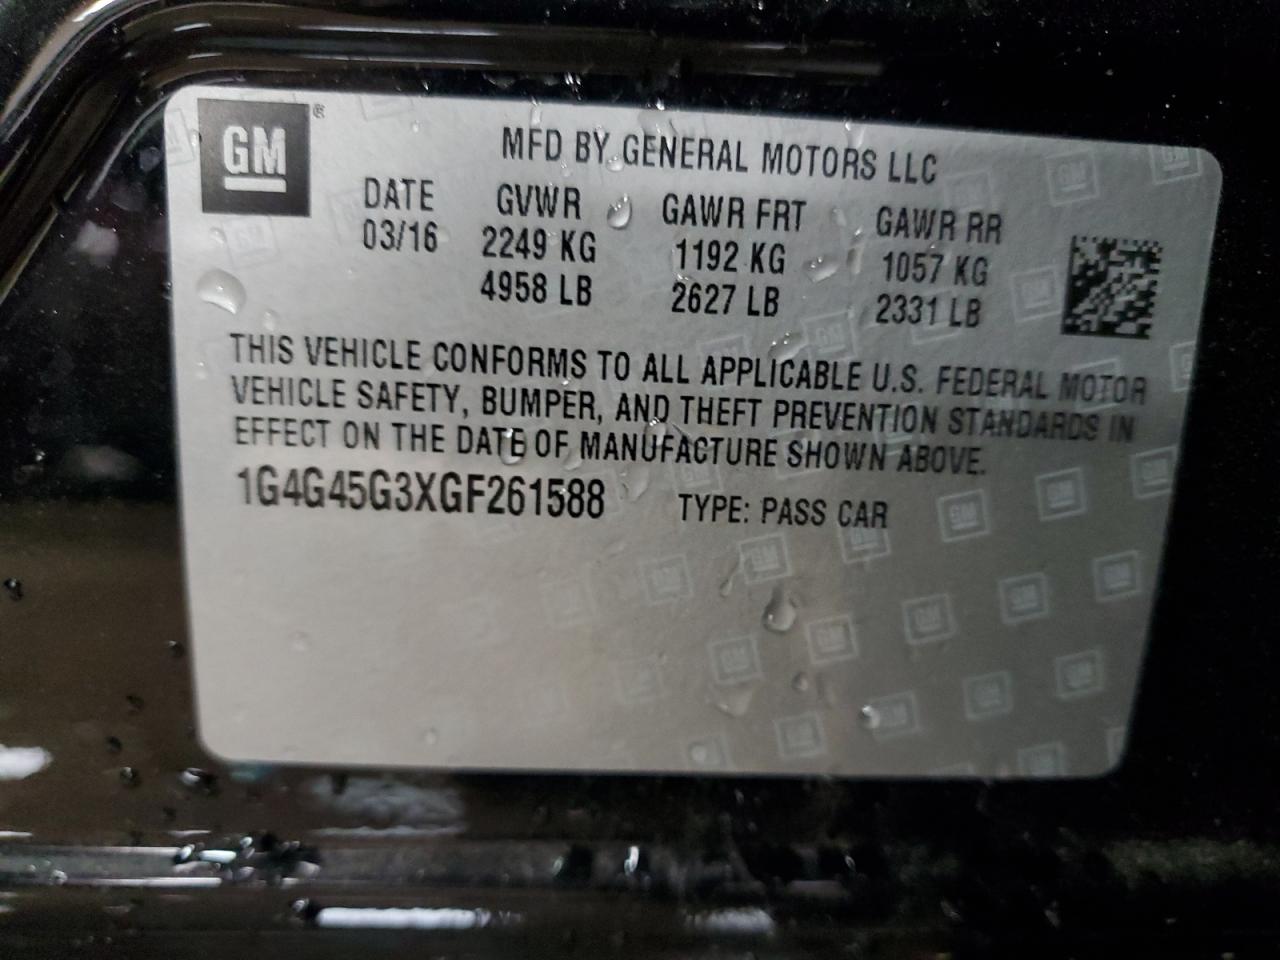 GM®
MFD BY GENERAL MOTORS LLC
DATE GVWR GAWR FRT GAWR RR
03/16 2249 KG 1192 KG 1057 KG
4958 LB 2627 LB 2331 LB
THIS VEHICLE CONFORMS TO ALL APPLICABLE U.S. FEDERAL MOTOR
VEHICLE SAFETY, BUMPER, AND THEFT PREVENTION STANDARDS IN
EFFECT ON THE DATE OF MANUFACTURE SHOWN ABOVE.
1G4G45G3XGF261588 TYPE: PASS CAR